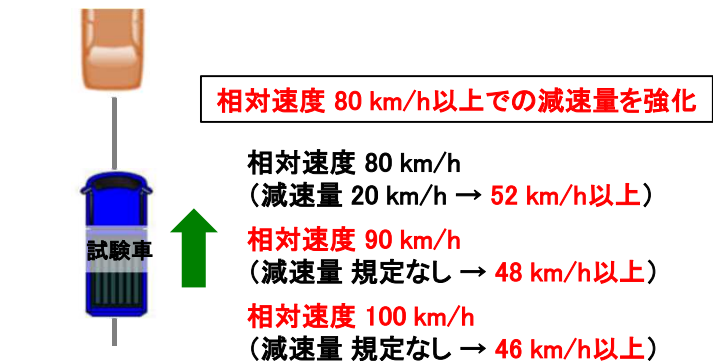 相対速度 80 km/h以上での減速量を強化
相対速度 80 km/h
（減速量 20 km/h → 52 km/h以上）
試験車
相対速度 90 km/h
（減速量 規定なし → 48 km/h以上）
相対速度 100 km/h
（減速量 規定なし → 46 km/h以上）